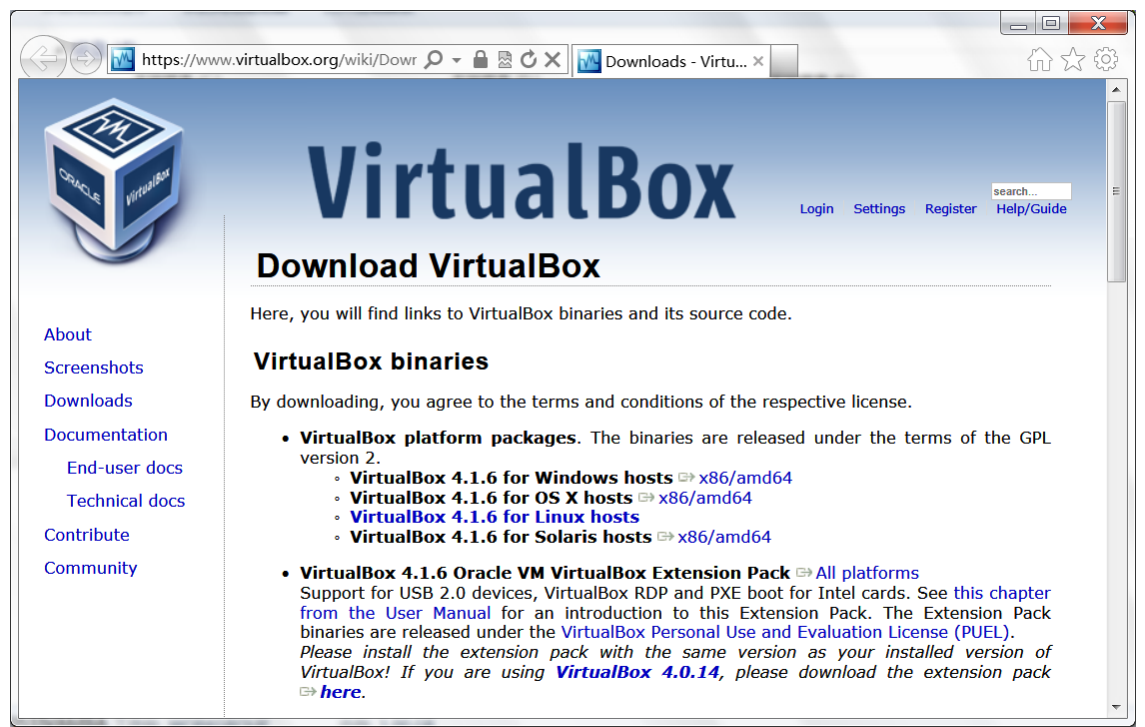 https://www.virtualbox.org/wiki/Dowr
Downloads - Virtu...
ORACLE
VirtualBox
VirtualBox
search...
Login Settings Register Help/Guide
Download VirtualBox
Here, you will find links to VirtualBox binaries and its source code.
About
Screenshots
Downloads
Documentation
End-user docs
Technical docs
Contribute
Community
VirtualBox binaries
By downloading, you agree to the terms and conditions of the respective license.
• VirtualBox platform packages. The binaries are released under the terms of the GPL
version 2.
◦ VirtualBox 4.1.6 for Windows hosts x86/amd64
◦ VirtualBox 4.1.6 for OS X hosts x86/amd64
◦ VirtualBox 4.1.6 for Linux hosts
◦ VirtualBox 4.1.6 for Solaris hosts x86/amd64
• VirtualBox 4.1.6 Oracle VM VirtualBox Extension Pack All platforms
Support for USB 2.0 devices, VirtualBox RDP and PXE boot for Intel cards. See this chapter
from the User Manual for an introduction to this Extension Pack. The Extension Pack
binaries are released under the VirtualBox Personal Use and Evaluation License (PUEL).
Please install the extension pack with the same version as your installed version of
VirtualBox! If you are using VirtualBox 4.0.14, please download the extension pack
here.